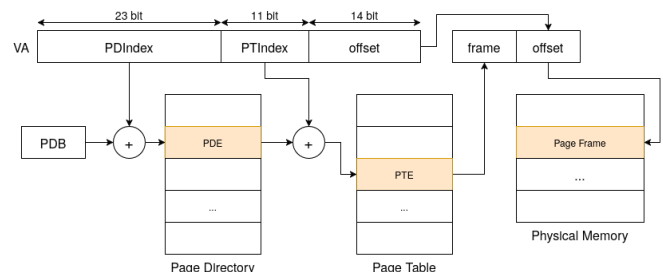 23 bit 11 bit 14 bit
VA PDIndex PTIndex offset frame offset
PDB + PDE + Page Frame
PTE ...
... ...
Physical Memory
Page Directory Page Table